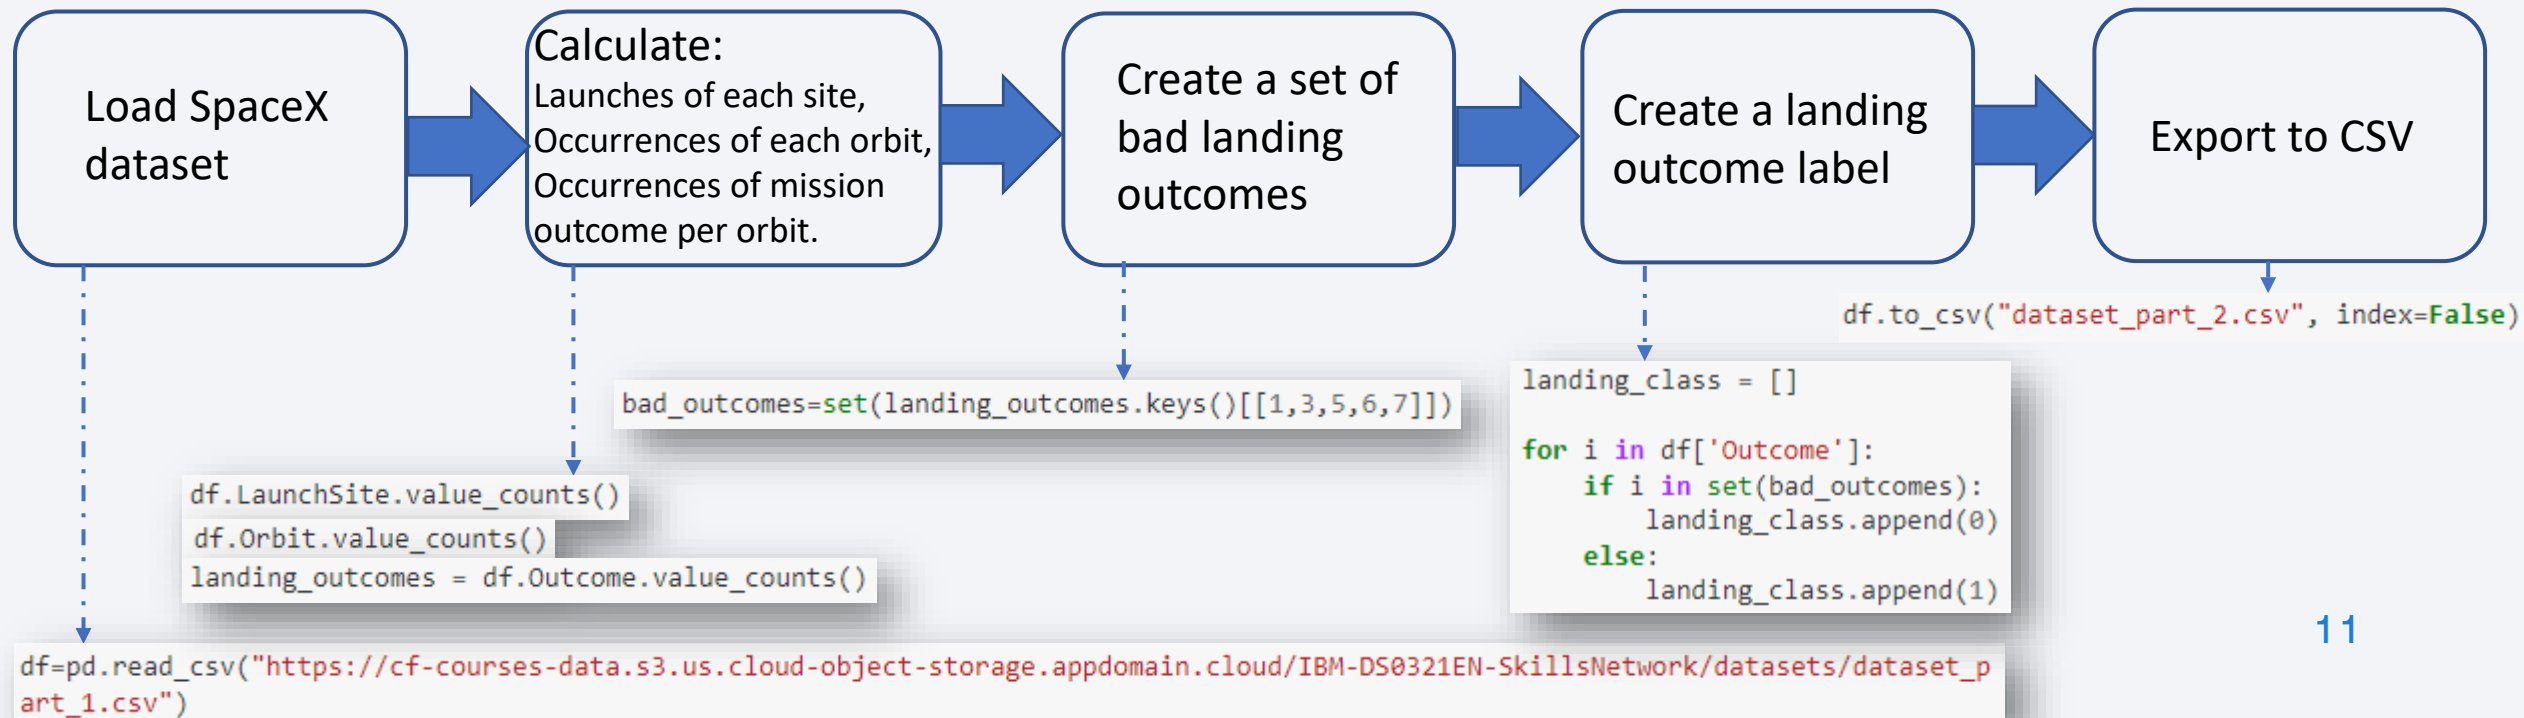 Load SpaceX
dataset
Calculate:
Launches of each site,
Occurrences of each orbit,
Occurrences of mission
outcome per orbit.
Create a set of
bad landing
outcomes
Create a landing
outcome label
Export to CSV
df.to_csv("dataset_part_2.csv", index=False)
bad_outcomes=set(landing_outcomes.keys()[[1,3,5,6,7]])
landing_class = []
for i in df['Outcome']:
    if i in set(bad_outcomes):
        landing_class.append(0)
    else:
        landing_class.append(1)
df.LaunchSite.value_counts()
df.Orbit.value_counts()
landing_outcomes = df.Outcome.value_counts()
11
df=pd.read_csv("https://cf-courses-data.s3.us.cloud-object-storage.appdomain.cloud/IBM-DS0321EN-SkillsNetwork/datasets/dataset_p
art_1.csv")